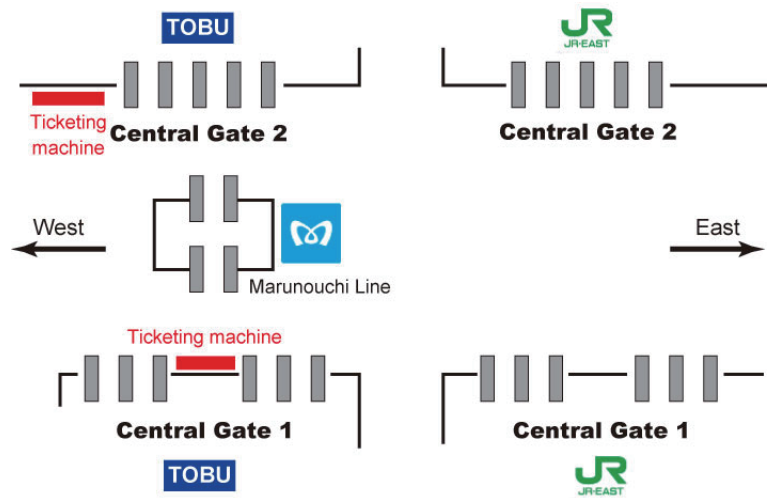 TOBU
JR
JR-EAST
Ticketing
machine
Central Gate 2
Central Gate 2
West
East
Marunouchi Line
Ticketing machine
Central Gate 1
Central Gate 1
TOBU
JR
JR-EAST